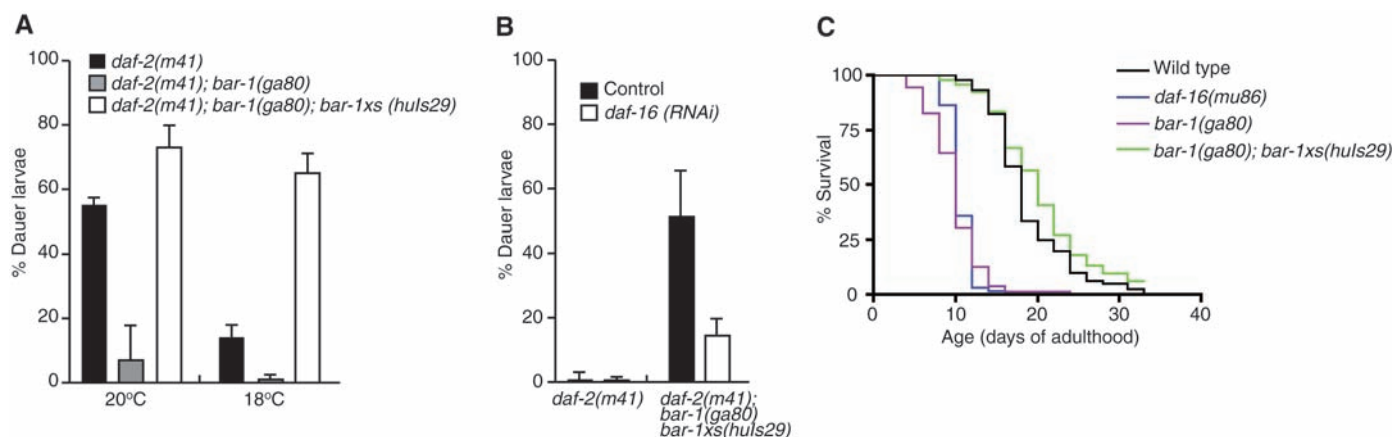 A
daf-2(m41)
daf-2(m41); bar-1(ga80)
daf-2(m41); bar-1(ga80); bar-1xs (huIs29)
% Dauer larvae
100
80
60
40
20
0
20°C
18°C
B
Control
daf-16 (RNAi)
% Dauer larvae
100
80
60
40
20
0
daf-2(m41)
daf-2(m41);
bar-1(ga80)
bar-1xs(huIs29)
C
Wild type
daf-16(mu86)
bar-1(ga80)
bar-1(ga80); bar-1xs(huIs29)
% Survival
100
75
50
25
0
0
10
20
30
40
Age (days of adulthood)